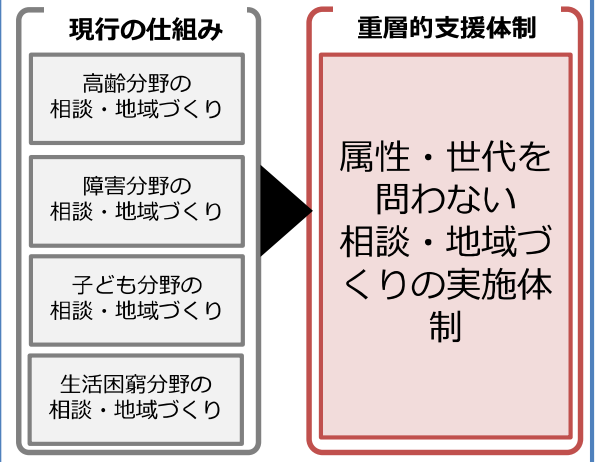 現行の仕組み
高齢分野の
相談・地域づくり
障害分野の
相談・地域づくり
子ども分野の
相談・地域づくり
生活困窮分野の
相談・地域づくり
重層的支援体制
属性・世代を
問わない
相談・地域づ
くりの実施体
制